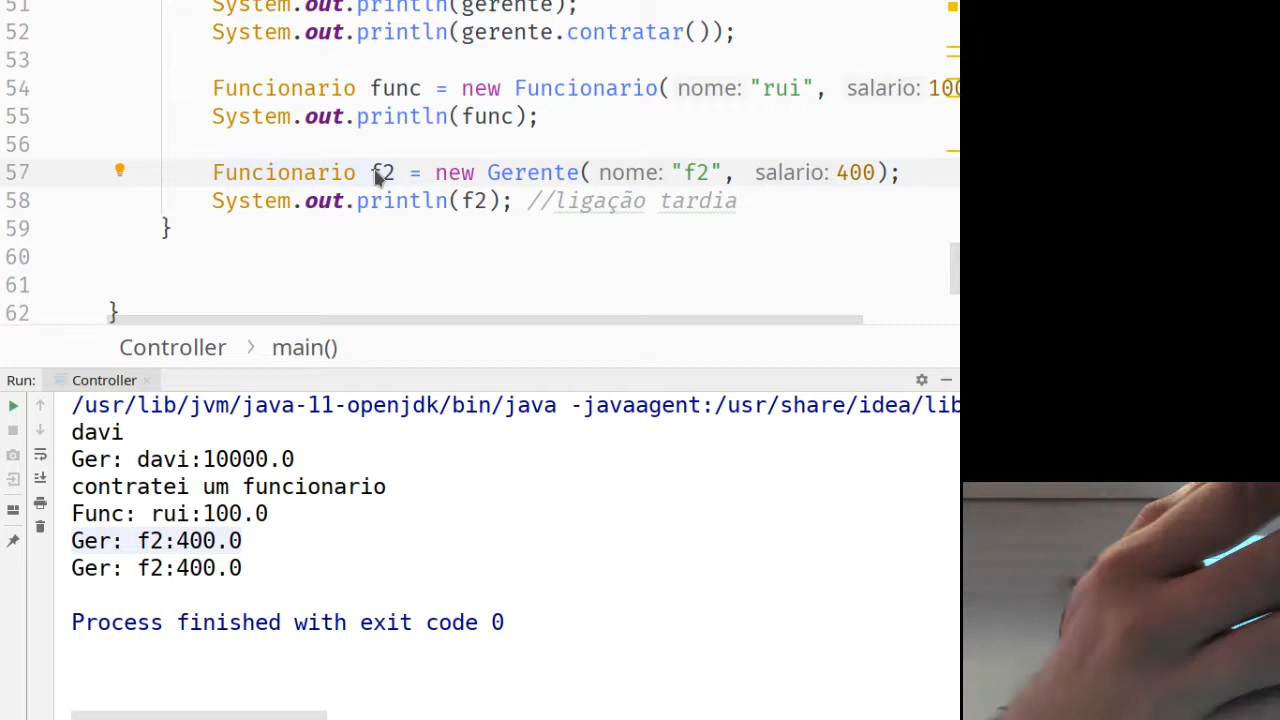 51 System.out.println(gerente);
52 System.out.println(gerente.contratar());
53
54 Funcionario func = new Funcionario( nome: "rui", salario: 100
55 System.out.println(func);
56
57 Funcionario f2 = new Gerente( nome: "f2", salario: 400);
58 System.out.println(f2); //ligação tardia
59 }
60
61
62 }
Controller > main()
Run: Controller ×
/usr/lib/jvm/java-11-openjdk/bin/java -javaagent:/usr/share/idea/lib
davi
Ger: davi:10000.0
contratei um funcionario
Func: rui:100.0
Ger: f2:400.0
Ger: f2:400.0
Process finished with exit code 0